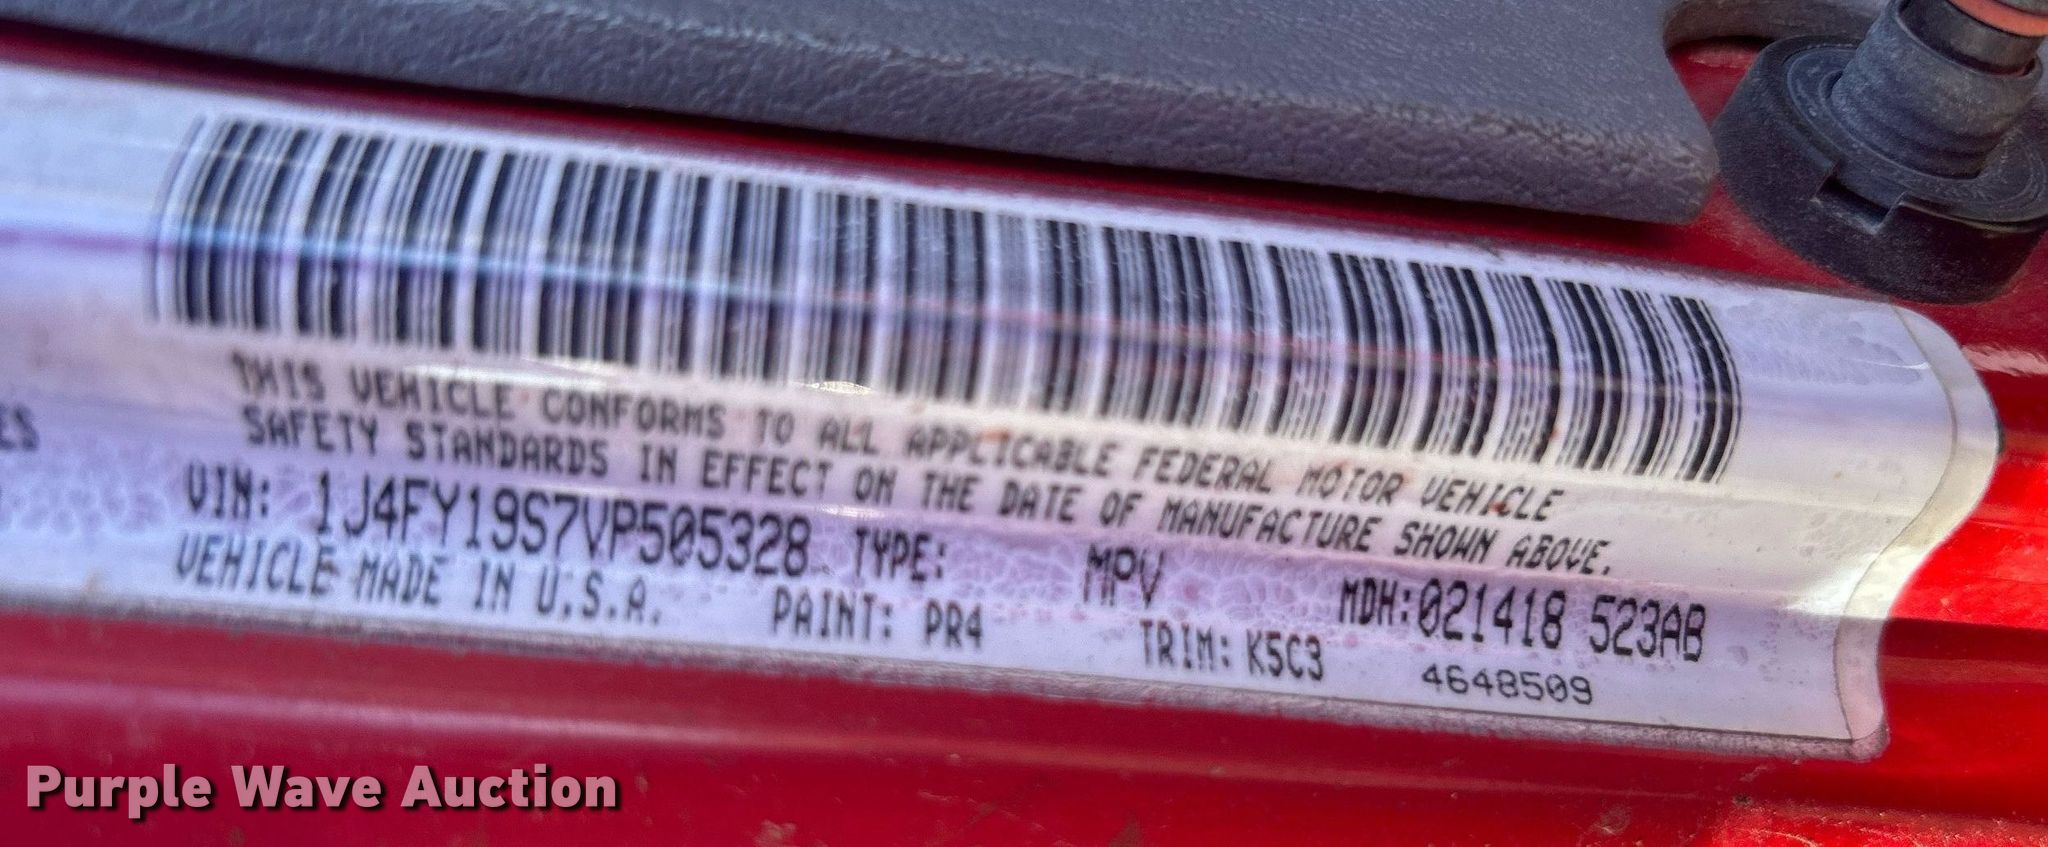 THIS VEHICLE CONFORMS TO ALL APPLICABLE FEDERAL MOTOR VEHICLE
ES
SAFETY STANDARDS IN EFFECT ON THE DATE OF MANUFACTURE SHOWN ABOVE.
VIN: 1J4FY19S7VP505328 TYPE: MPV MDH:021418 523AB
VEHICLE MADE IN U.S.A. PAINT: PR4 TRIM: K5C3 4648509
Purple Wave Auction